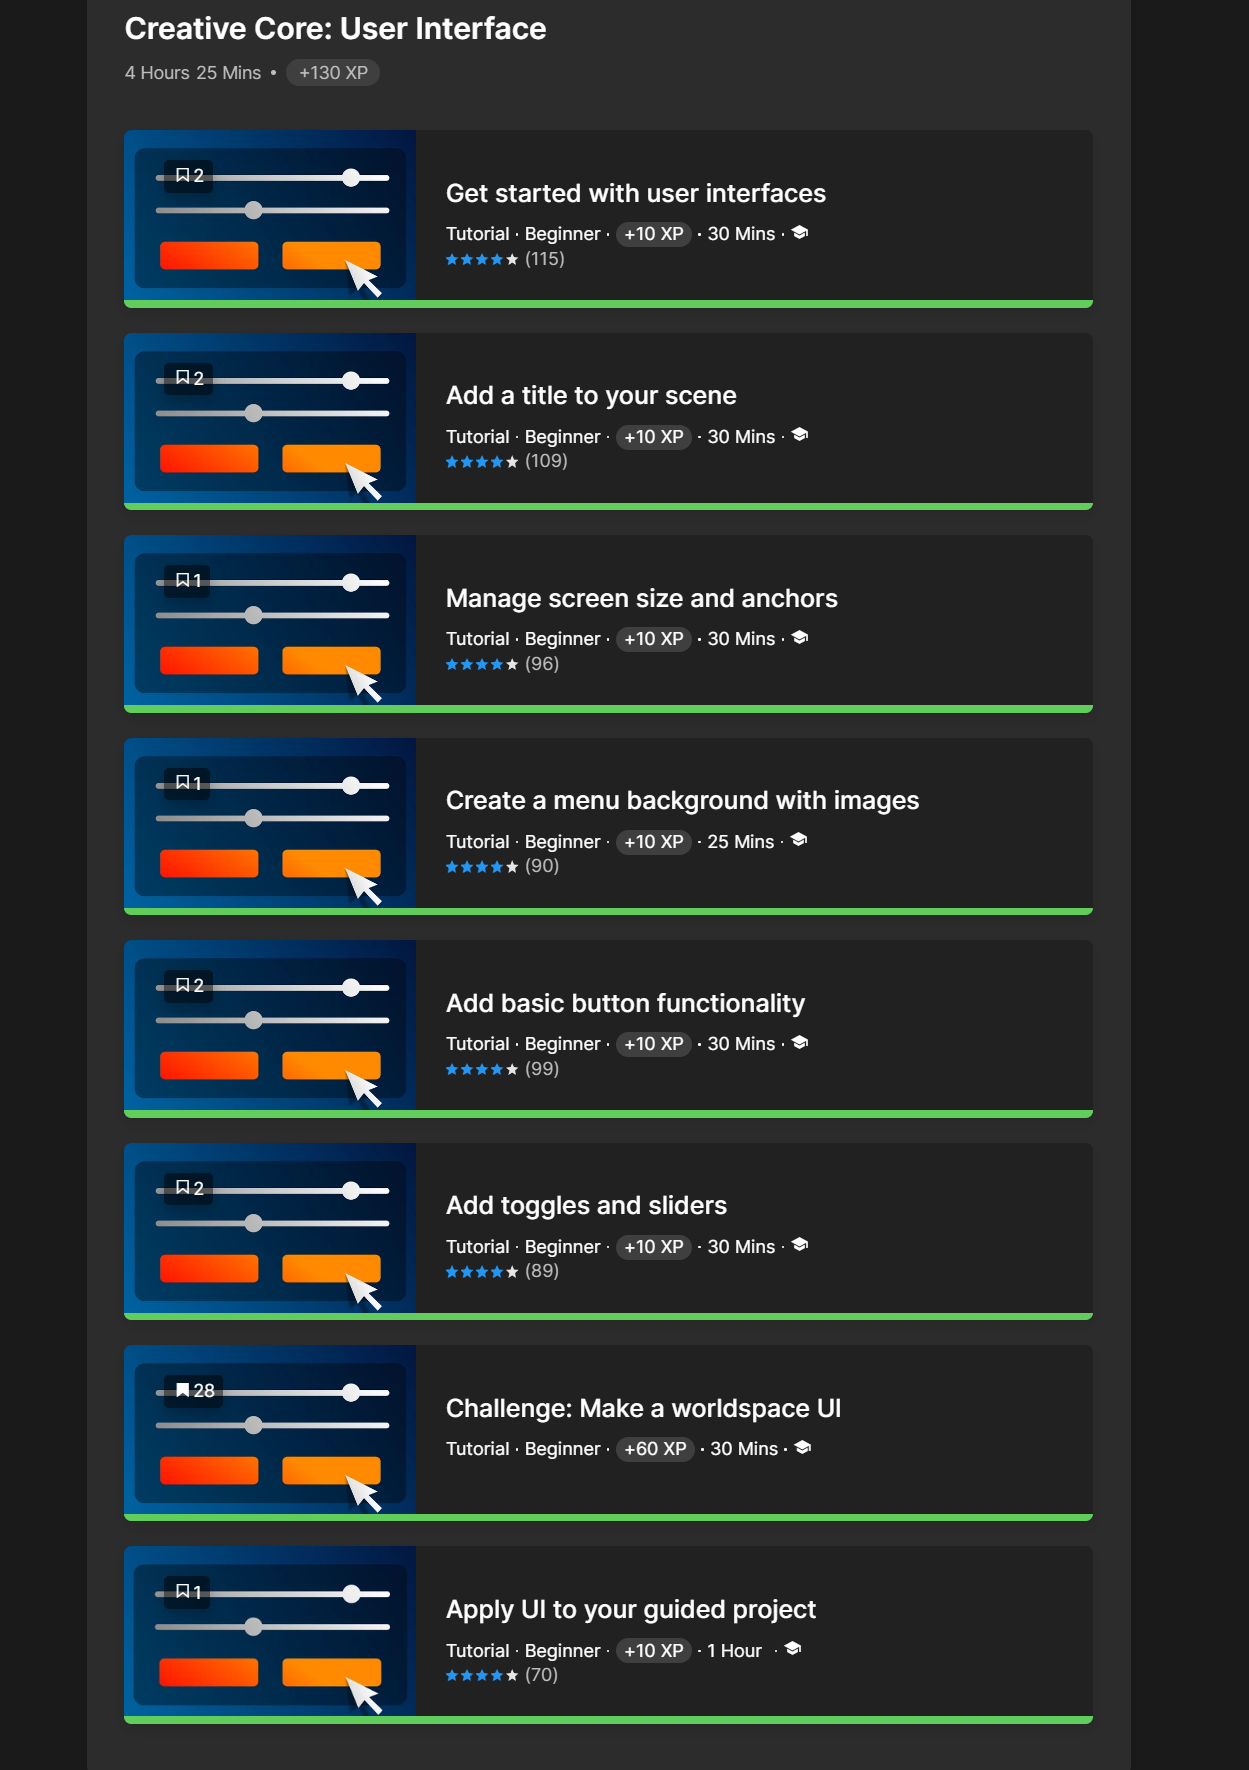 Creative Core: User Interface
4 Hours 25 Mins • +130 XP
2
Get started with user interfaces
Tutorial · Beginner · +10 XP · 30 Mins ·
(115)
2
Add a title to your scene
Tutorial · Beginner · +10 XP · 30 Mins ·
(109)
1
Manage screen size and anchors
Tutorial · Beginner · +10 XP · 30 Mins ·
(96)
1
Create a menu background with images
Tutorial · Beginner · +10 XP · 25 Mins ·
(90)
2
Add basic button functionality
Tutorial · Beginner · +10 XP · 30 Mins ·
(99)
2
Add toggles and sliders
Tutorial · Beginner · +10 XP · 30 Mins ·
(89)
28
Challenge: Make a worldspace UI
Tutorial · Beginner · +60 XP · 30 Mins ·
1
Apply UI to your guided project
Tutorial · Beginner · +10 XP · 1 Hour ·
(70)